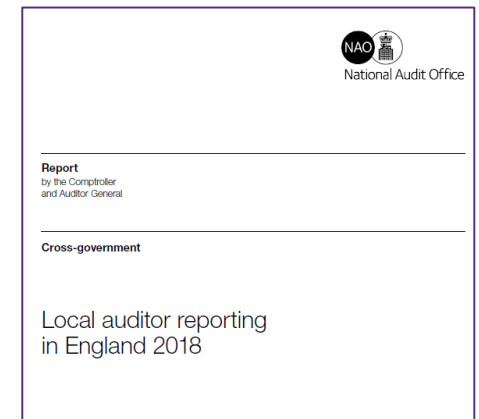 NAO
National Audit Office
Report
by the Comptroller
and Auditor General
Cross-government
Local auditor reporting
in England 2018